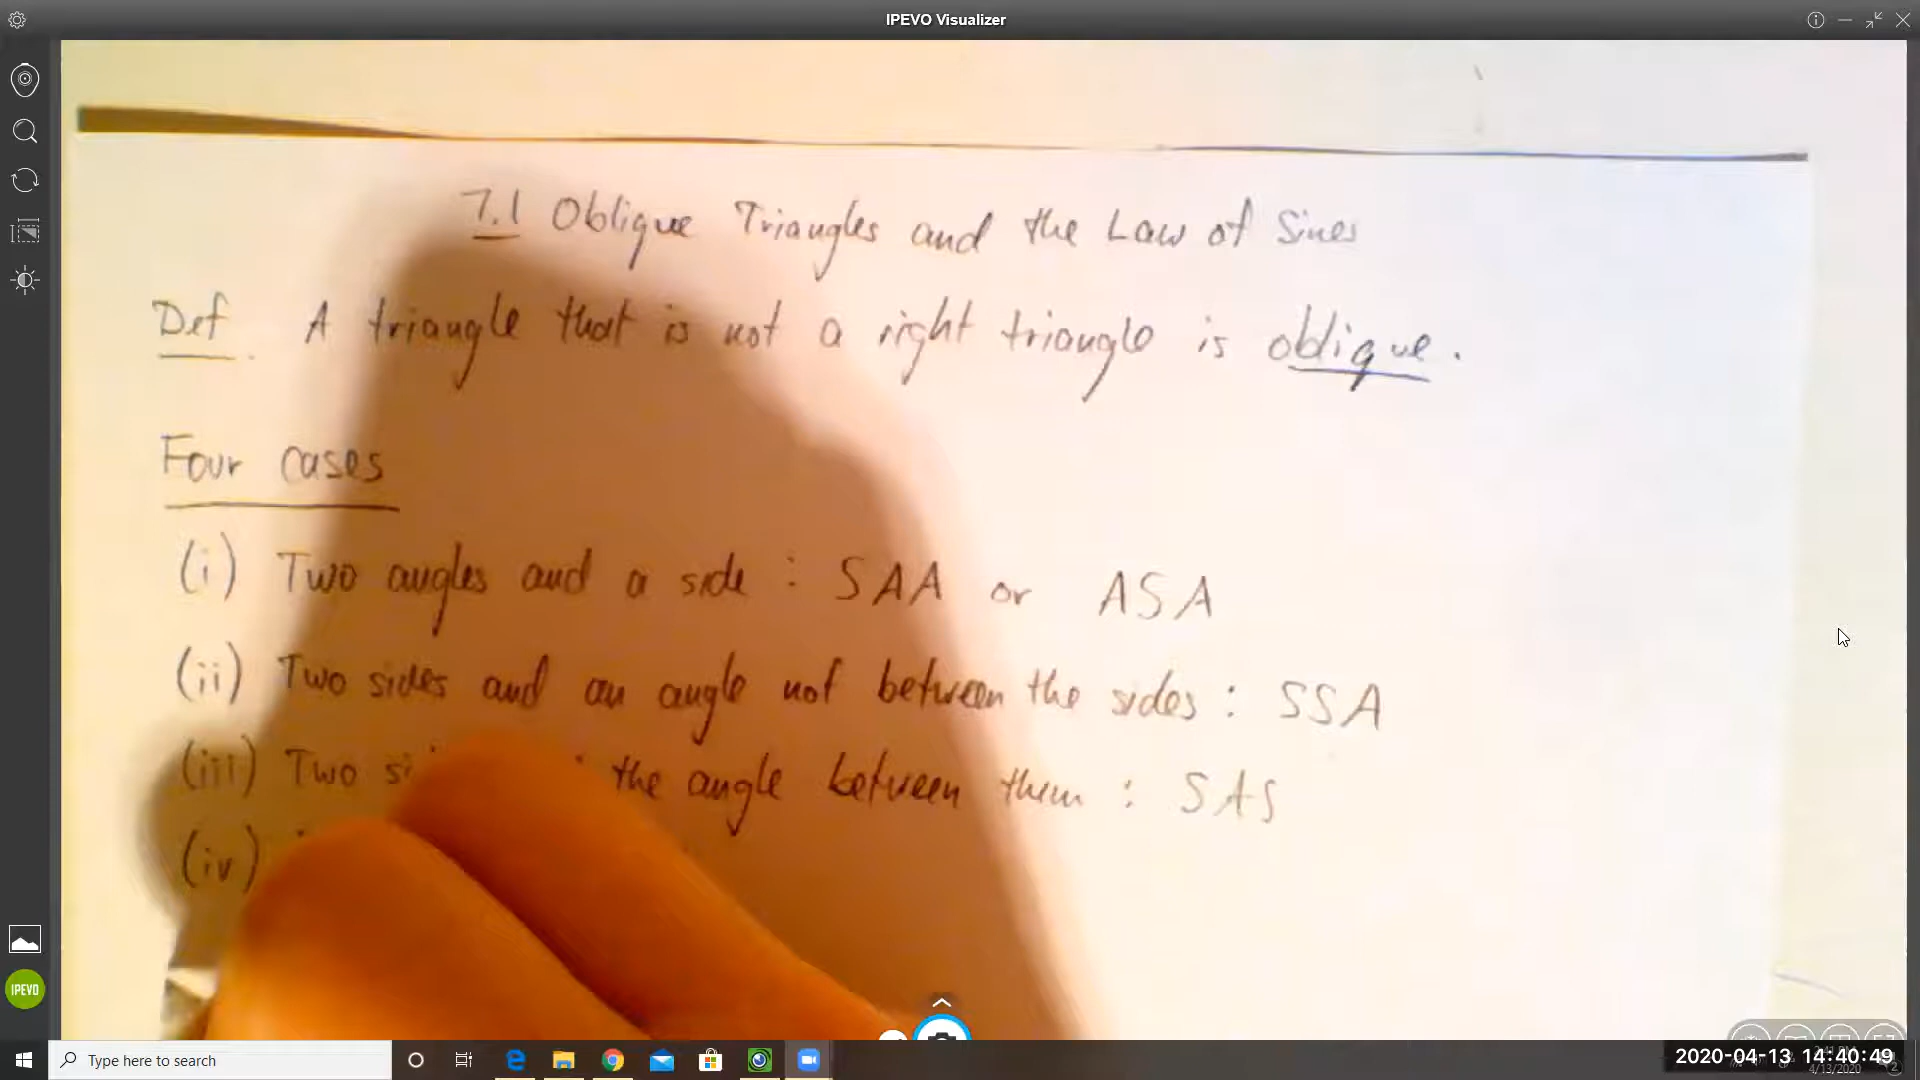 IPEVO Visualizer
7.1 Oblique Triangles and the Law of Sines
Def. A triangle that is not a right triangle is oblique.
Four cases
(i) Two angles and a side : SAA or ASA
(ii) Two sides and an angle not between the sides : SSA
(iii) Two the angle between them : SAS
(iv)
IPEVO
Type here to search
2020-04-13 14:40:49
4/13/2020